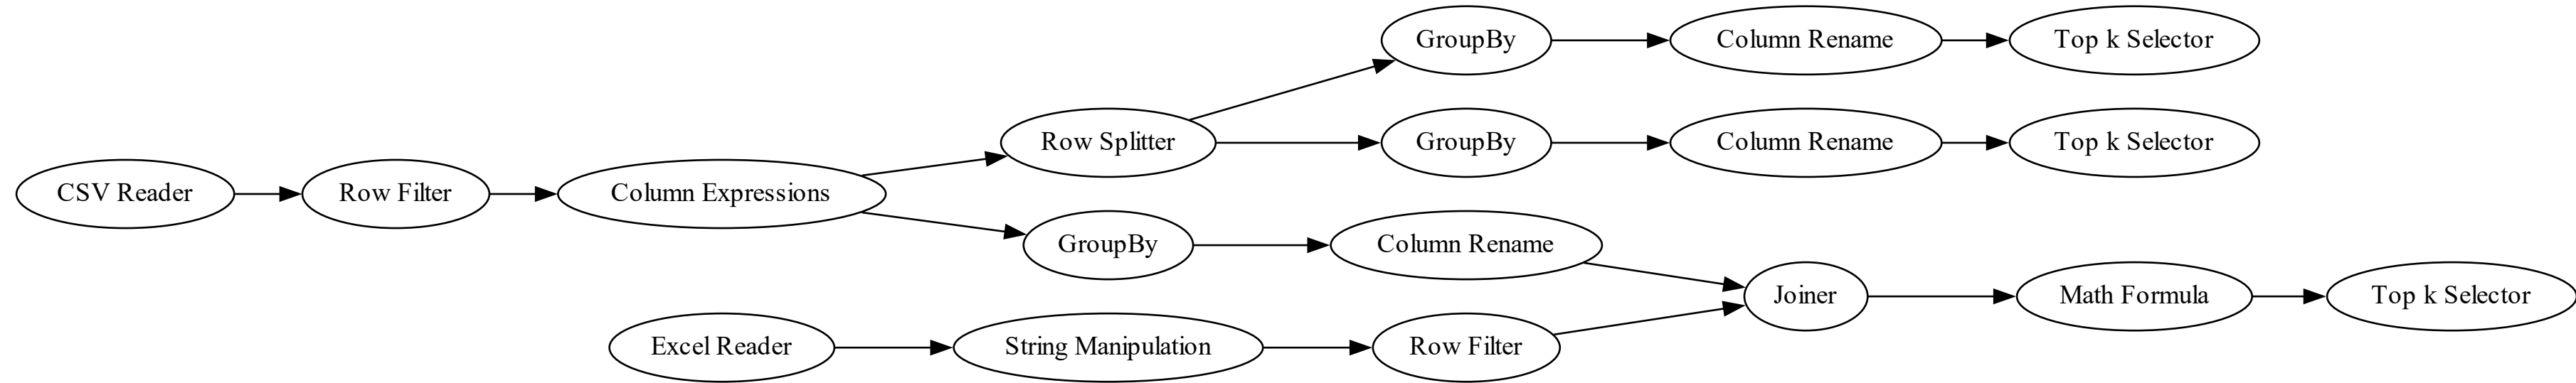 GroupBy
Column Rename
Top k Selector
Row Splitter
GroupBy
Column Rename
Top k Selector
CSV Reader
Row Filter
Column Expressions
GroupBy
Column Rename
Joiner
Math Formula
Top k Selector
Excel Reader
String Manipulation
Row Filter